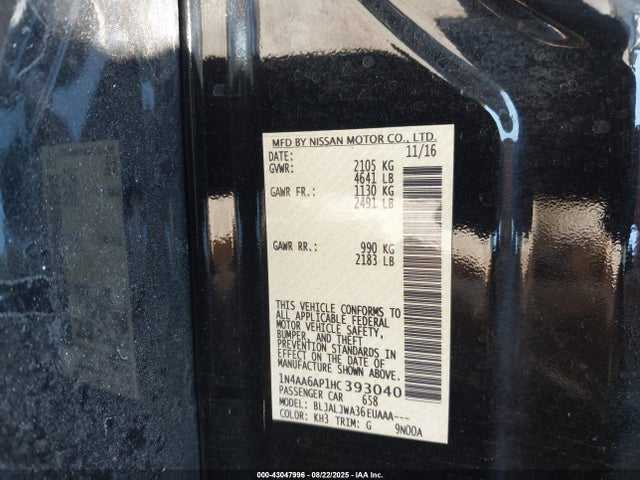 MFD BY NISSAN MOTOR CO., LTD.
DATE: 11/16
GVWR: 2105 KG
4641 LB
GAWR FR.: 1130 KG
2491 LB
GAWR RR.: 990 KG
2183 LB
THIS VEHICLE CONFORMS TO
ALL APPLICABLE FEDERAL
MOTOR VEHICLE SAFETY,
BUMPER, AND THEFT
PREVENTION STANDARDS IN
EFFECT ON THE DATE OF
MANUFACTURE SHOWN ABOVE.
1N4AA6AP1HC393040
PASSENGER CAR 658
MODEL: BLJALJWA36EUAAA---
COLOR: KH3 TRIM: G 9N00A
000-43047996 - 08/22/2025 - IAA Inc.